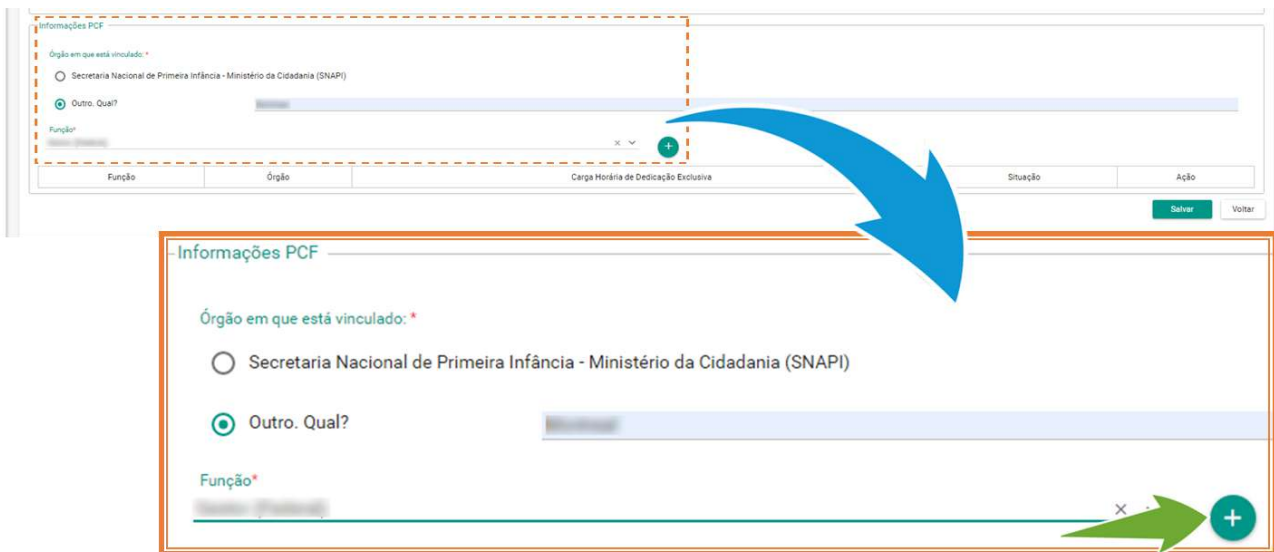 Informações PCF
Órgão em que está vinculado: *
Secretaria Nacional de Primeira Infância - Ministério da Cidadania (SNAPI)
Outro. Qual?
Função*
Função Órgão Carga Horária de Dedicação Exclusiva Situação Ação
Salvar Voltar
Informações PCF
Órgão em que está vinculado: *
Secretaria Nacional de Primeira Infância - Ministério da Cidadania (SNAPI)
Outro. Qual?
Função*